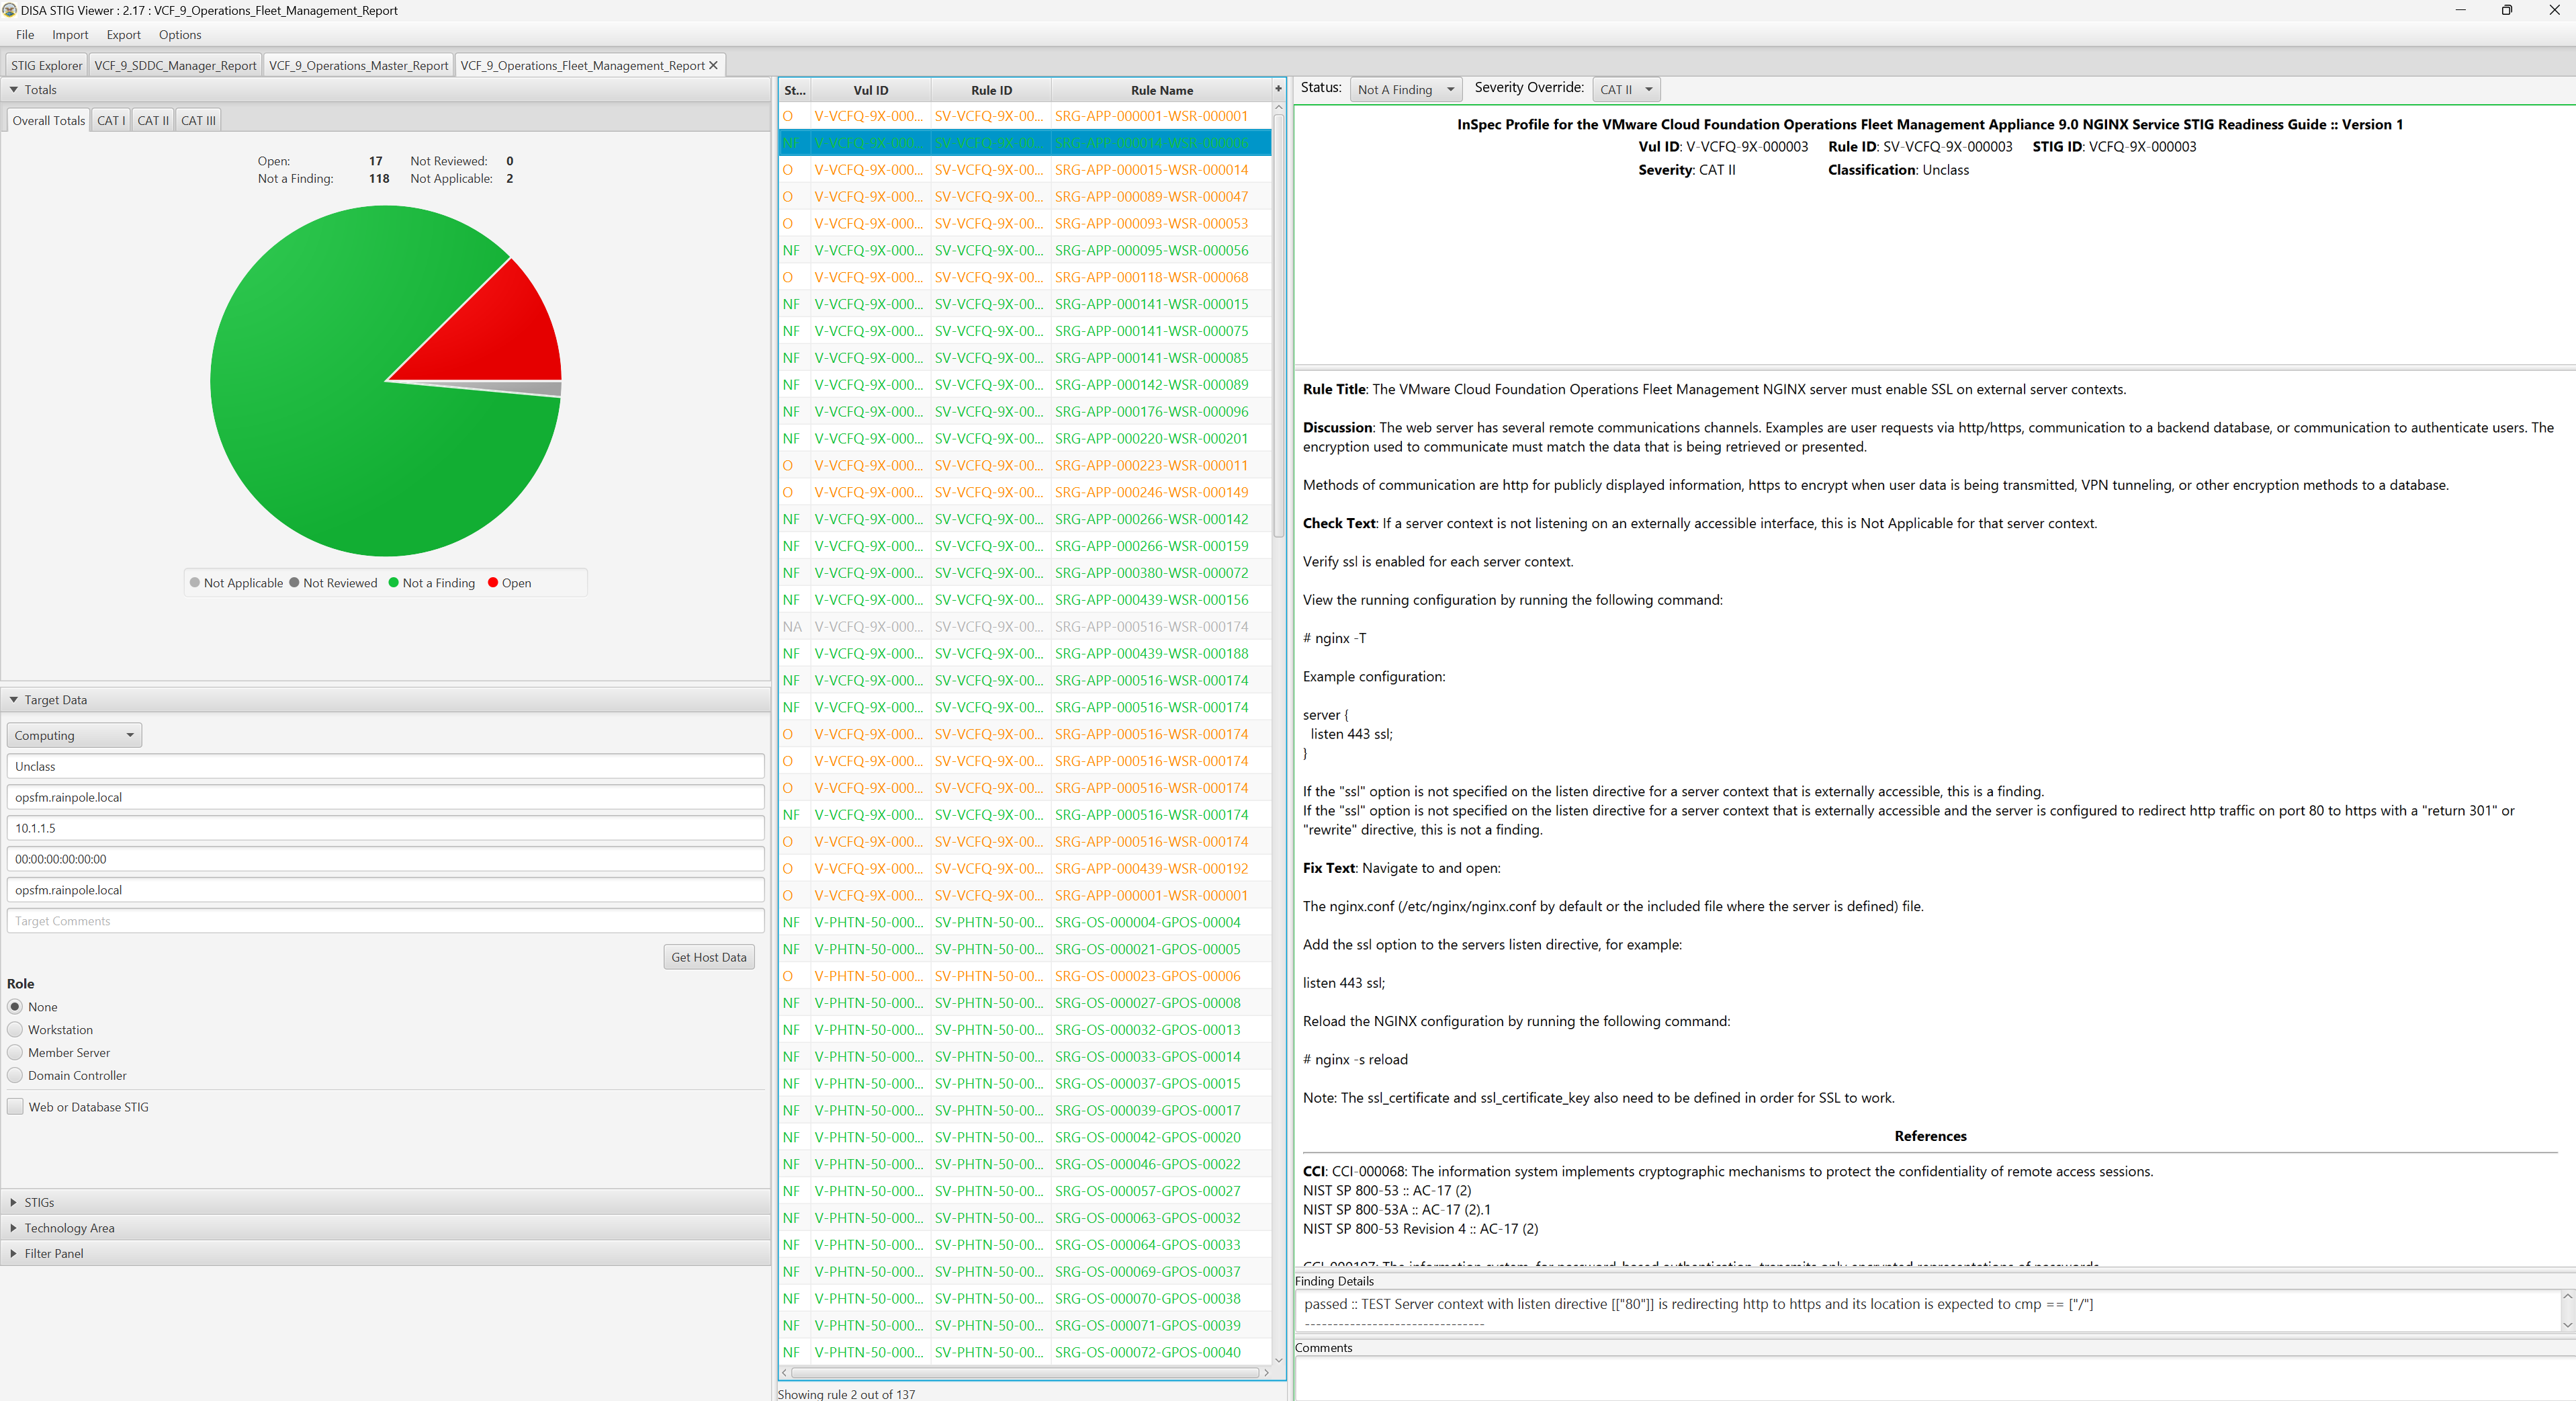 DISA STIG Viewer : 2.17 : VCF_9_Operations_Fleet_Management_Report
File Import Export Options
STIG Explorer VCF_9_SDDC_Manager_Report VCF_9_Operations_Master_Report VCF_9_Operations_Fleet_Management_Report
Totals
Overall Totals CAT I CAT II CAT III
Open: 17 Not Reviewed: 0
Not a Finding: 118 Not Applicable: 2
Not Applicable Not Reviewed Not a Finding Open
Target Data
Computing
Unclass
opsfm.rainpole.local
10.1.1.5
00:00:00:00:00:00
opsfm.rainpole.local
Target Comments
Get Host Data
Role
None
Workstation
Member Server
Domain Controller
Web or Database STIG
STIGs
Technology Area
Filter Panel
St... Vul ID Rule ID Rule Name +
O V-VCFQ-9X-000... SV-VCFQ-9X-00... SRG-APP-000001-WSR-000001
NF V-VCFQ-9X-000... SV-VCFQ-9X-00... SRG-APP-000014-WSR-000006
O V-VCFQ-9X-000... SV-VCFQ-9X-00... SRG-APP-000015-WSR-000014
O V-VCFQ-9X-000... SV-VCFQ-9X-00... SRG-APP-000089-WSR-000047
O V-VCFQ-9X-000... SV-VCFQ-9X-00... SRG-APP-000093-WSR-000053
NF V-VCFQ-9X-000... SV-VCFQ-9X-00... SRG-APP-000095-WSR-000056
O V-VCFQ-9X-000... SV-VCFQ-9X-00... SRG-APP-000118-WSR-000068
NF V-VCFQ-9X-000... SV-VCFQ-9X-00... SRG-APP-000141-WSR-000015
NF V-VCFQ-9X-000... SV-VCFQ-9X-00... SRG-APP-000141-WSR-000075
NF V-VCFQ-9X-000... SV-VCFQ-9X-00... SRG-APP-000141-WSR-000085
NF V-VCFQ-9X-000... SV-VCFQ-9X-00... SRG-APP-000142-WSR-000089
NF V-VCFQ-9X-000... SV-VCFQ-9X-00... SRG-APP-000176-WSR-000096
NF V-VCFQ-9X-000... SV-VCFQ-9X-00... SRG-APP-000220-WSR-000201
O V-VCFQ-9X-000... SV-VCFQ-9X-00... SRG-APP-000223-WSR-000011
O V-VCFQ-9X-000... SV-VCFQ-9X-00... SRG-APP-000246-WSR-000149
NF V-VCFQ-9X-000... SV-VCFQ-9X-00... SRG-APP-000266-WSR-000142
NF V-VCFQ-9X-000... SV-VCFQ-9X-00... SRG-APP-000266-WSR-000159
NF V-VCFQ-9X-000... SV-VCFQ-9X-00... SRG-APP-000380-WSR-000072
NF V-VCFQ-9X-000... SV-VCFQ-9X-00... SRG-APP-000439-WSR-000156
NA V-VCFQ-9X-000... SV-VCFQ-9X-00... SRG-APP-000516-WSR-000174
NF V-VCFQ-9X-000... SV-VCFQ-9X-00... SRG-APP-000439-WSR-000188
NF V-VCFQ-9X-000... SV-VCFQ-9X-00... SRG-APP-000516-WSR-000174
NF V-VCFQ-9X-000... SV-VCFQ-9X-00... SRG-APP-000516-WSR-000174
O V-VCFQ-9X-000... SV-VCFQ-9X-00... SRG-APP-000516-WSR-000174
O V-VCFQ-9X-000... SV-VCFQ-9X-00... SRG-APP-000516-WSR-000174
O V-VCFQ-9X-000... SV-VCFQ-9X-00... SRG-APP-000516-WSR-000174
NF V-VCFQ-9X-000... SV-VCFQ-9X-00... SRG-APP-000516-WSR-000174
O V-VCFQ-9X-000... SV-VCFQ-9X-00... SRG-APP-000516-WSR-000174
O V-VCFQ-9X-000... SV-VCFQ-9X-00... SRG-APP-000439-WSR-000192
O V-VCFQ-9X-000... SV-VCFQ-9X-00... SRG-APP-000001-WSR-000001
NF V-PHTN-50-000... SV-PHTN-50-00... SRG-OS-000004-GPOS-00004
NF V-PHTN-50-000... SV-PHTN-50-00... SRG-OS-000021-GPOS-00005
O V-PHTN-50-000... SV-PHTN-50-00... SRG-OS-000023-GPOS-00006
NF V-PHTN-50-000... SV-PHTN-50-00... SRG-OS-000027-GPOS-00008
NF V-PHTN-50-000... SV-PHTN-50-00... SRG-OS-000032-GPOS-00013
NF V-PHTN-50-000... SV-PHTN-50-00... SRG-OS-000033-GPOS-00014
NF V-PHTN-50-000... SV-PHTN-50-00... SRG-OS-000037-GPOS-00015
NF V-PHTN-50-000... SV-PHTN-50-00... SRG-OS-000039-GPOS-00017
NF V-PHTN-50-000... SV-PHTN-50-00... SRG-OS-000042-GPOS-00020
NF V-PHTN-50-000... SV-PHTN-50-00... SRG-OS-000046-GPOS-00022
NF V-PHTN-50-000... SV-PHTN-50-00... SRG-OS-000057-GPOS-00027
NF V-PHTN-50-000... SV-PHTN-50-00... SRG-OS-000063-GPOS-00032
NF V-PHTN-50-000... SV-PHTN-50-00... SRG-OS-000064-GPOS-00033
NF V-PHTN-50-000... SV-PHTN-50-00... SRG-OS-000069-GPOS-00037
NF V-PHTN-50-000... SV-PHTN-50-00... SRG-OS-000070-GPOS-00038
NF V-PHTN-50-000... SV-PHTN-50-00... SRG-OS-000071-GPOS-00039
NF V-PHTN-50-000... SV-PHTN-50-00... SRG-OS-000072-GPOS-00040
Showing rule 2 out of 137
Status: Not A Finding Severity Override: CAT II
InSpec Profile for the VMware Cloud Foundation Operations Fleet Management Appliance 9.0 NGINX Service STIG Readiness Guide :: Version 1
Vul ID: V-VCFQ-9X-000003 Rule ID: SV-VCFQ-9X-000003 STIG ID: VCFQ-9X-000003
Severity: CAT II Classification: Unclass
Rule Title: The VMware Cloud Foundation Operations Fleet Management NGINX server must enable SSL on external server contexts.
Discussion: The web server has several remote communications channels. Examples are user requests via http/https, communication to a backend database, or communication to authenticate users. The
encryption used to communicate must match the data that is being retrieved or presented.
Methods of communication are http for publicly displayed information, https to encrypt when user data is being transmitted, VPN tunneling, or other encryption methods to a database.
Check Text: If a server context is not listening on an externally accessible interface, this is Not Applicable for that server context.
Verify ssl is enabled for each server context.
View the running configuration by running the following command:
# nginx -T
Example configuration:
server {
listen 443 ssl;
}
If the "ssl" option is not specified on the listen directive for a server context that is externally accessible, this is a finding.
If the "ssl" option is not specified on the listen directive for a server context that is externally accessible and the server is configured to redirect http traffic on port 80 to https with a "return 301" or
"rewrite" directive, this is not a finding.
Fix Text: Navigate to and open:
The nginx.conf (/etc/nginx/nginx.conf by default or the included file where the server is defined) file.
Add the ssl option to the servers listen directive, for example:
listen 443 ssl;
Reload the NGINX configuration by running the following command:
# nginx -s reload
Note: The ssl_certificate and ssl_certificate_key also need to be defined in order for SSL to work.
References
CCI: CCI-000068: The information system implements cryptographic mechanisms to protect the confidentiality of remote access sessions.
NIST SP 800-53 :: AC-17 (2)
NIST SP 800-53A :: AC-17 (2).1
NIST SP 800-53 Revision 4 :: AC-17 (2)
CCI-000197: The information system, for password-based authentication, transmits only encrypted representations of passwords.
Finding Details
passed :: TEST Server context with listen directive [["80"]] is redirecting http to https and its location is expected to cmp == ["/"]
--------------------------------
Comments